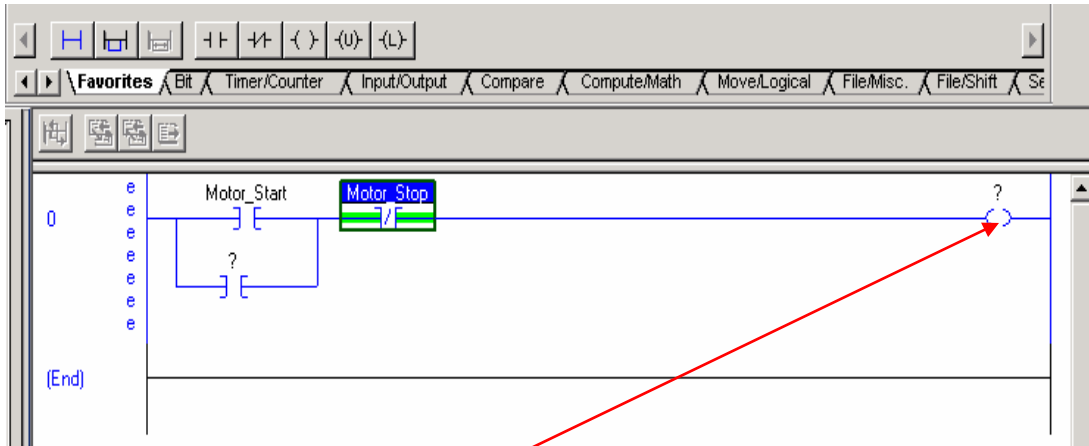 Favorites Bit Timer/Counter Input/Output Compare Compute/Math Move/Logical File/Misc. File/Shift Se
Motor_Start Motor_Stop ?
0
?
e
e
e
e
e
e
e
(End)